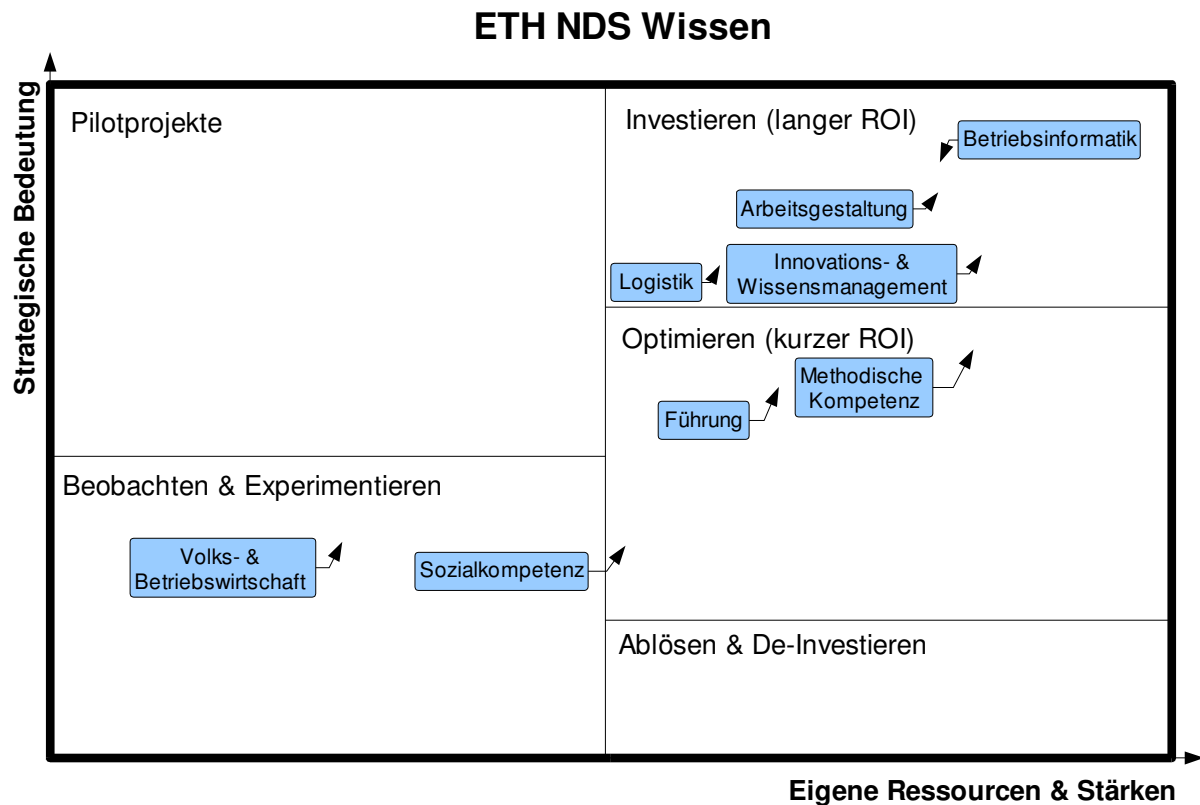 ETH NDS Wissen
Strategische Bedeutung
Pilotprojekte
Investieren (langer ROI)
Betriebsinformatik
Arbeitsgestaltung
Logistik
Innovations- &
Wissensmanagement
Optimieren (kurzer ROI)
Methodische
Kompetenz
Führung
Beobachten & Experimentieren
Volks- &
Betriebswirtschaft
Sozialkompetenz
Ablösen & De-Investieren
Eigene Ressourcen & Stärken